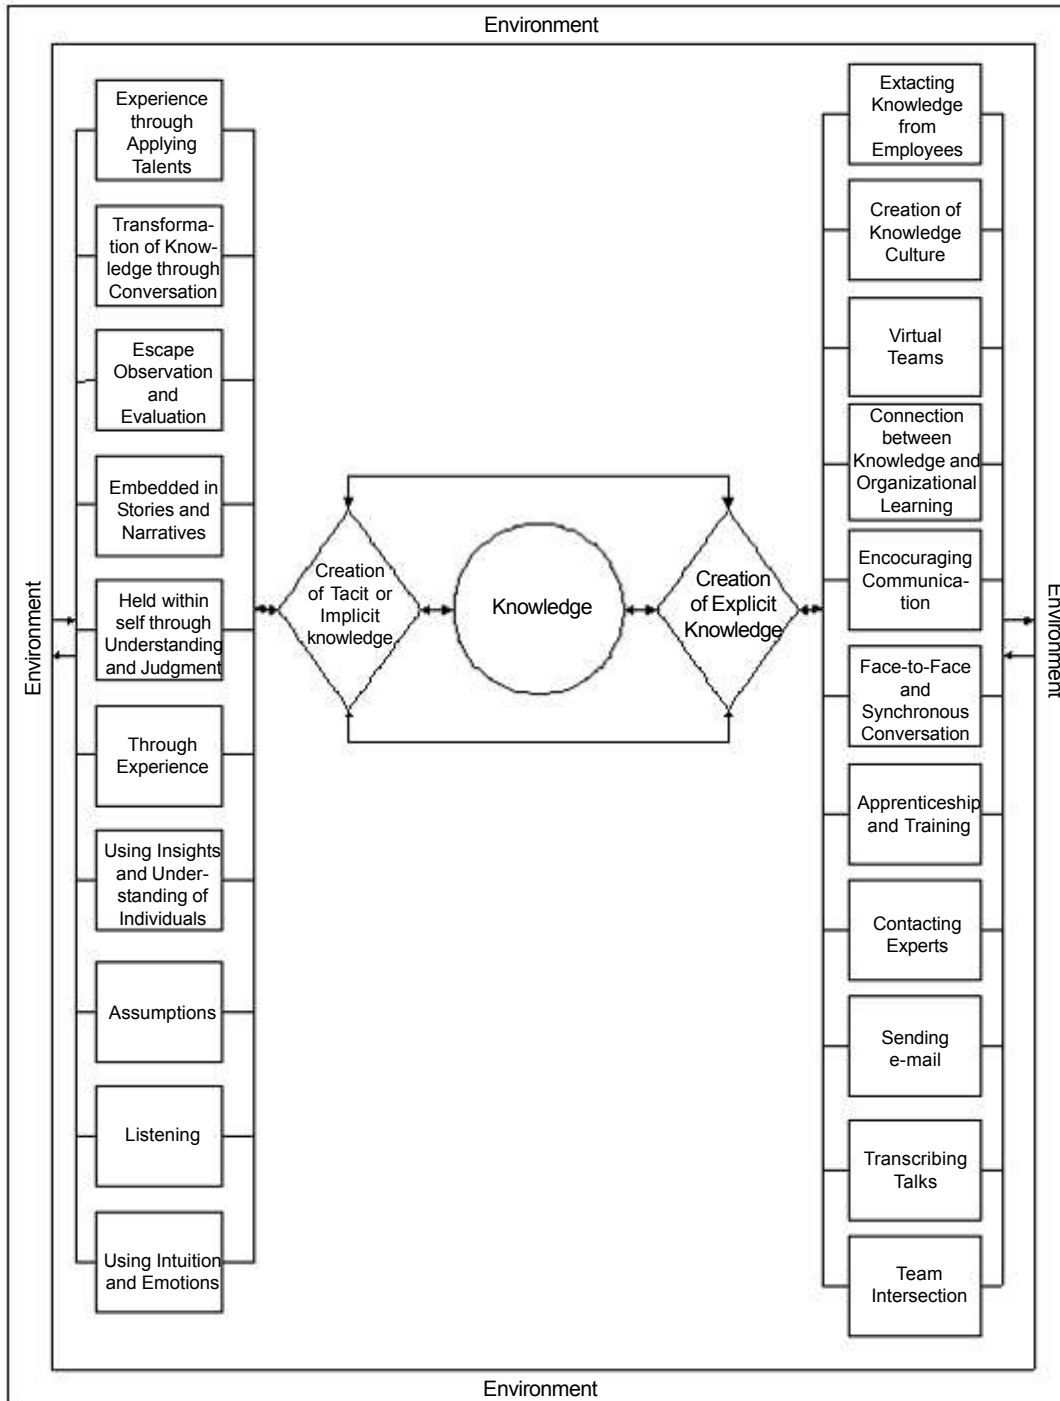 Environment
Experience
through
Applying
Talents
Transforma-
tion of Know-
ledge through
Conversation
Escape
Observation
and
Evaluation
Embedded in
Stories and
Narratives
Held within
self through
Understanding
and Judgment
Through
Experience
Using Insights
and Under-
standing of
Individuals
Assumptions
Listening
Using Intuition
and Emotions
Environment
Creation
of Tacit or
Implicit
knowledge
Knowledge
Creation
of Explicit
Knowledge
Extacting
Knowledge
from
Employees
Creation of
Knowledge
Culture
Virtual
Teams
Connection
between
Knowledge and
Organizational
Learning
Encocuraging
Communica-
tion
Face-to-Face
and
Synchronous
Conversation
Apprenticeship
and Training
Contacting
Experts
Sending
e-mail
Transcribing
Talks
Team
Intersection
Environment
Environment